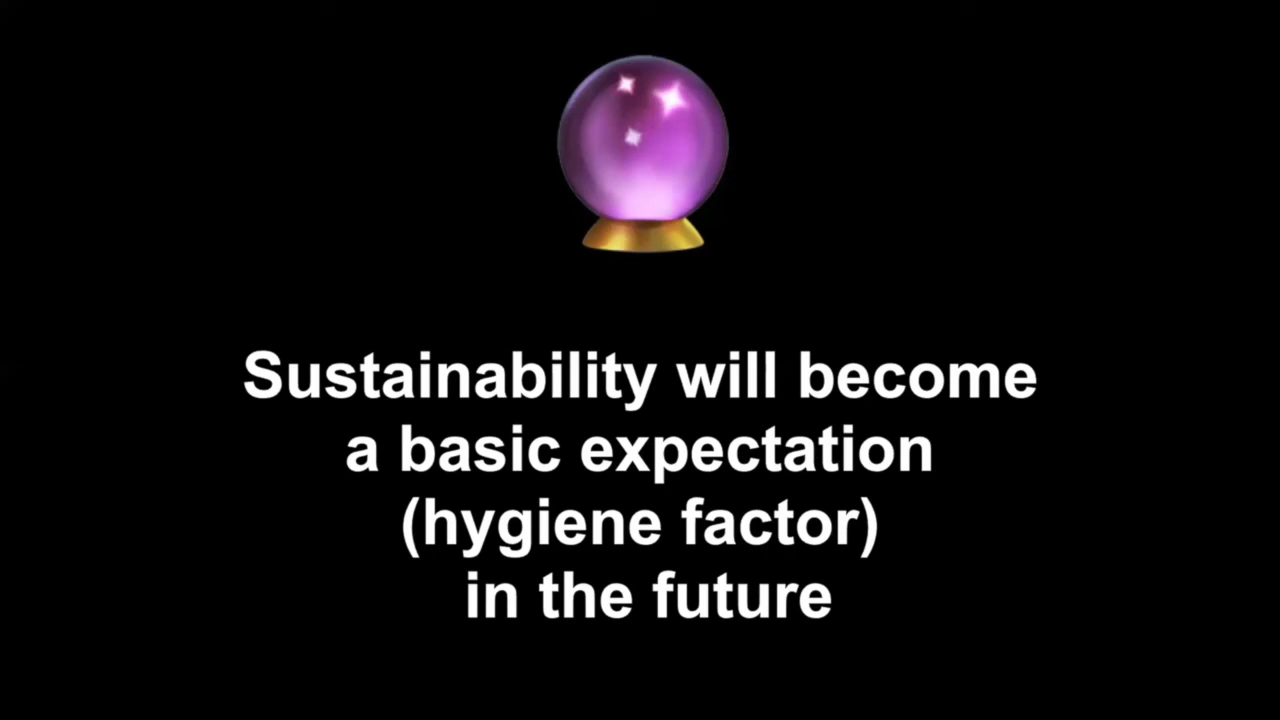 Sustainability will become
a basic expectation
(hygiene factor)
in the future